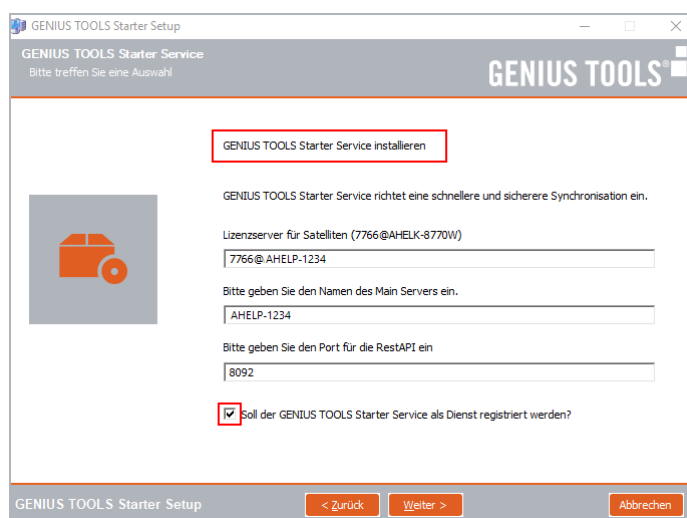 GENIUS TOOLS Starter Setup
GENIUS TOOLS Starter Service
Bitte treffen Sie eine Auswahl
GENIUS TOOLS®
GENIUS TOOLS Starter Service installieren
GENIUS TOOLS Starter Service richtet eine schnellere und sicherere Synchronisation ein.
Lizenzserver für Satelliten (7766@AHELK-8770W)
7766@ AHELP-1234
Bitte geben Sie den Namen des Main Servers ein.
AHELP-1234
Bitte geben Sie den Port für die RestAPI ein
8092
Soll der GENIUS TOOLS Starter Service als Dienst registriert werden?
GENIUS TOOLS Starter Setup
< Zurück
Weiter >
Abbrechen